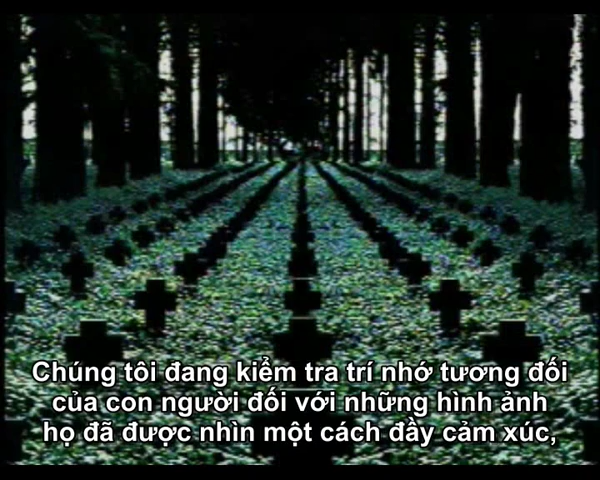 Chúng tôi đang kiểm tra trí nhớ tương đối
của con người đối với những hình ảnh
họ đã được nhìn một cách đầy cảm xúc,